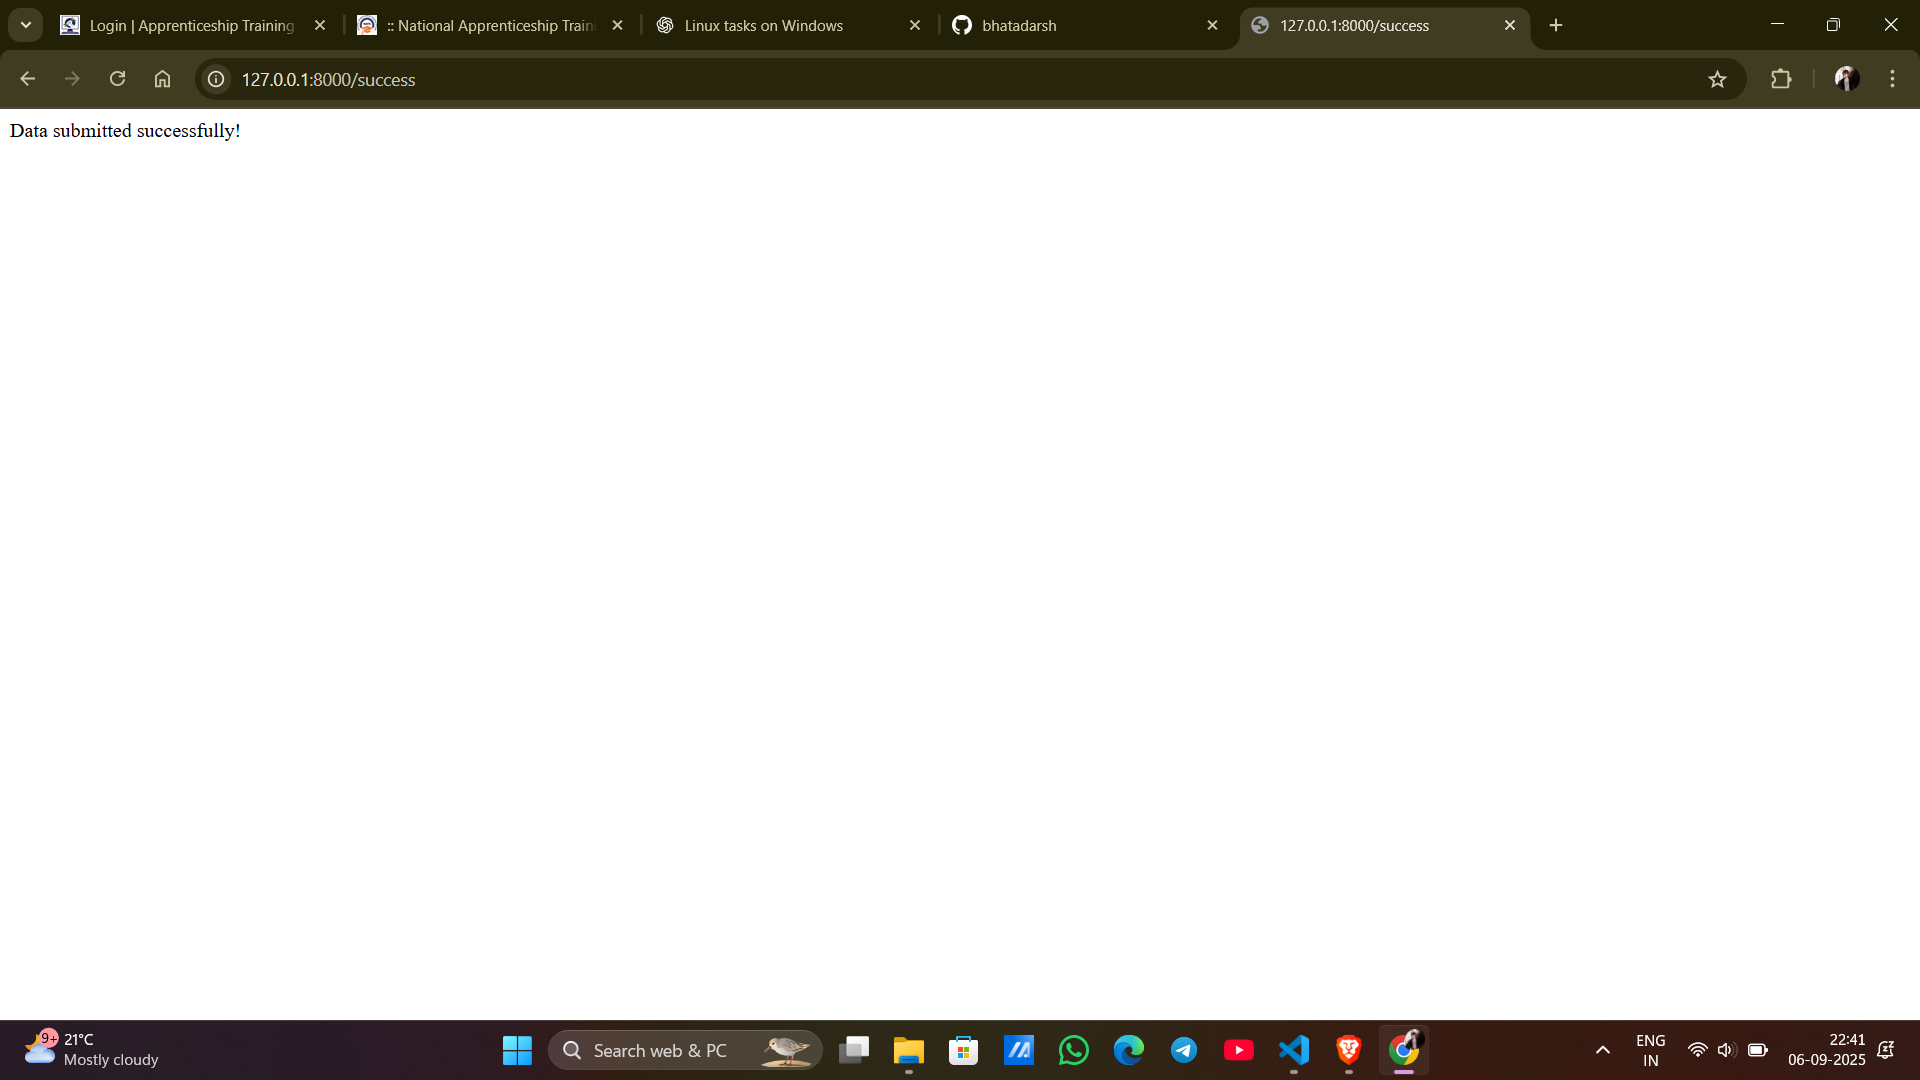 Login | Apprenticeship Training
:: National Apprenticeship Traini
Linux tasks on Windows
bhatadarsh
127.0.0.1:8000/success
127.0.0.1:8000/success
Data submitted successfully!
9+
21°C
Mostly cloudy
Search web & PC
ENG
IN
22:41
06-09-2025